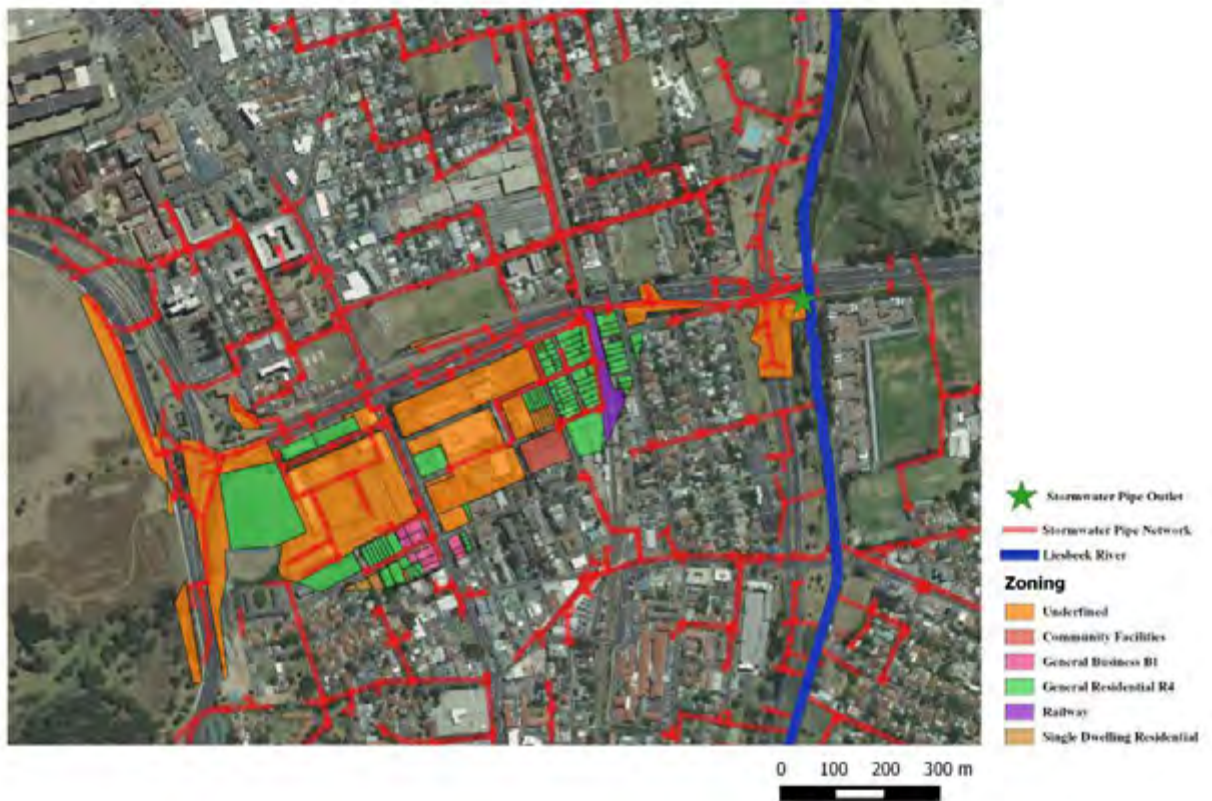 Stormwater Pipe Outlet
Stormwater Pipe Network
Liesbeek River
Zoning
Underfined
Community Facilities
General Business B1
General Residential R4
Railway
Single Dwelling Residential
0 100 200 300 m